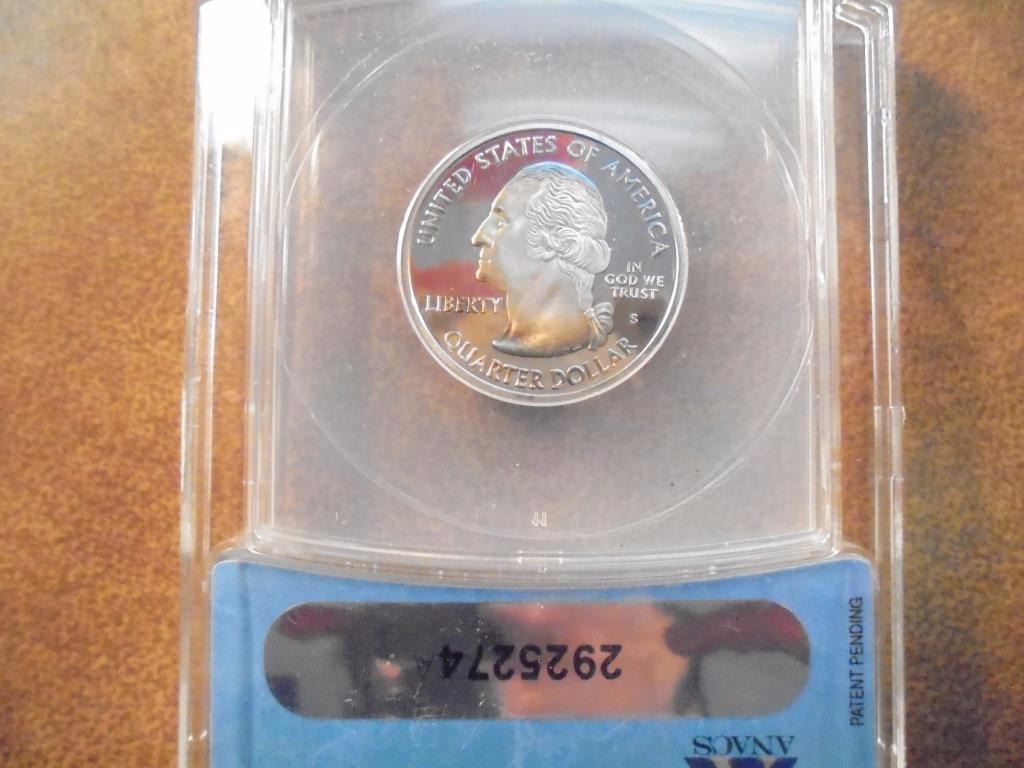 UNITED STATES OF AMERICA
IN
GOD WE
TRUST
LIBERTY
S
QUARTER DOLLAR
2925274
PATENT PENDING
ANACS